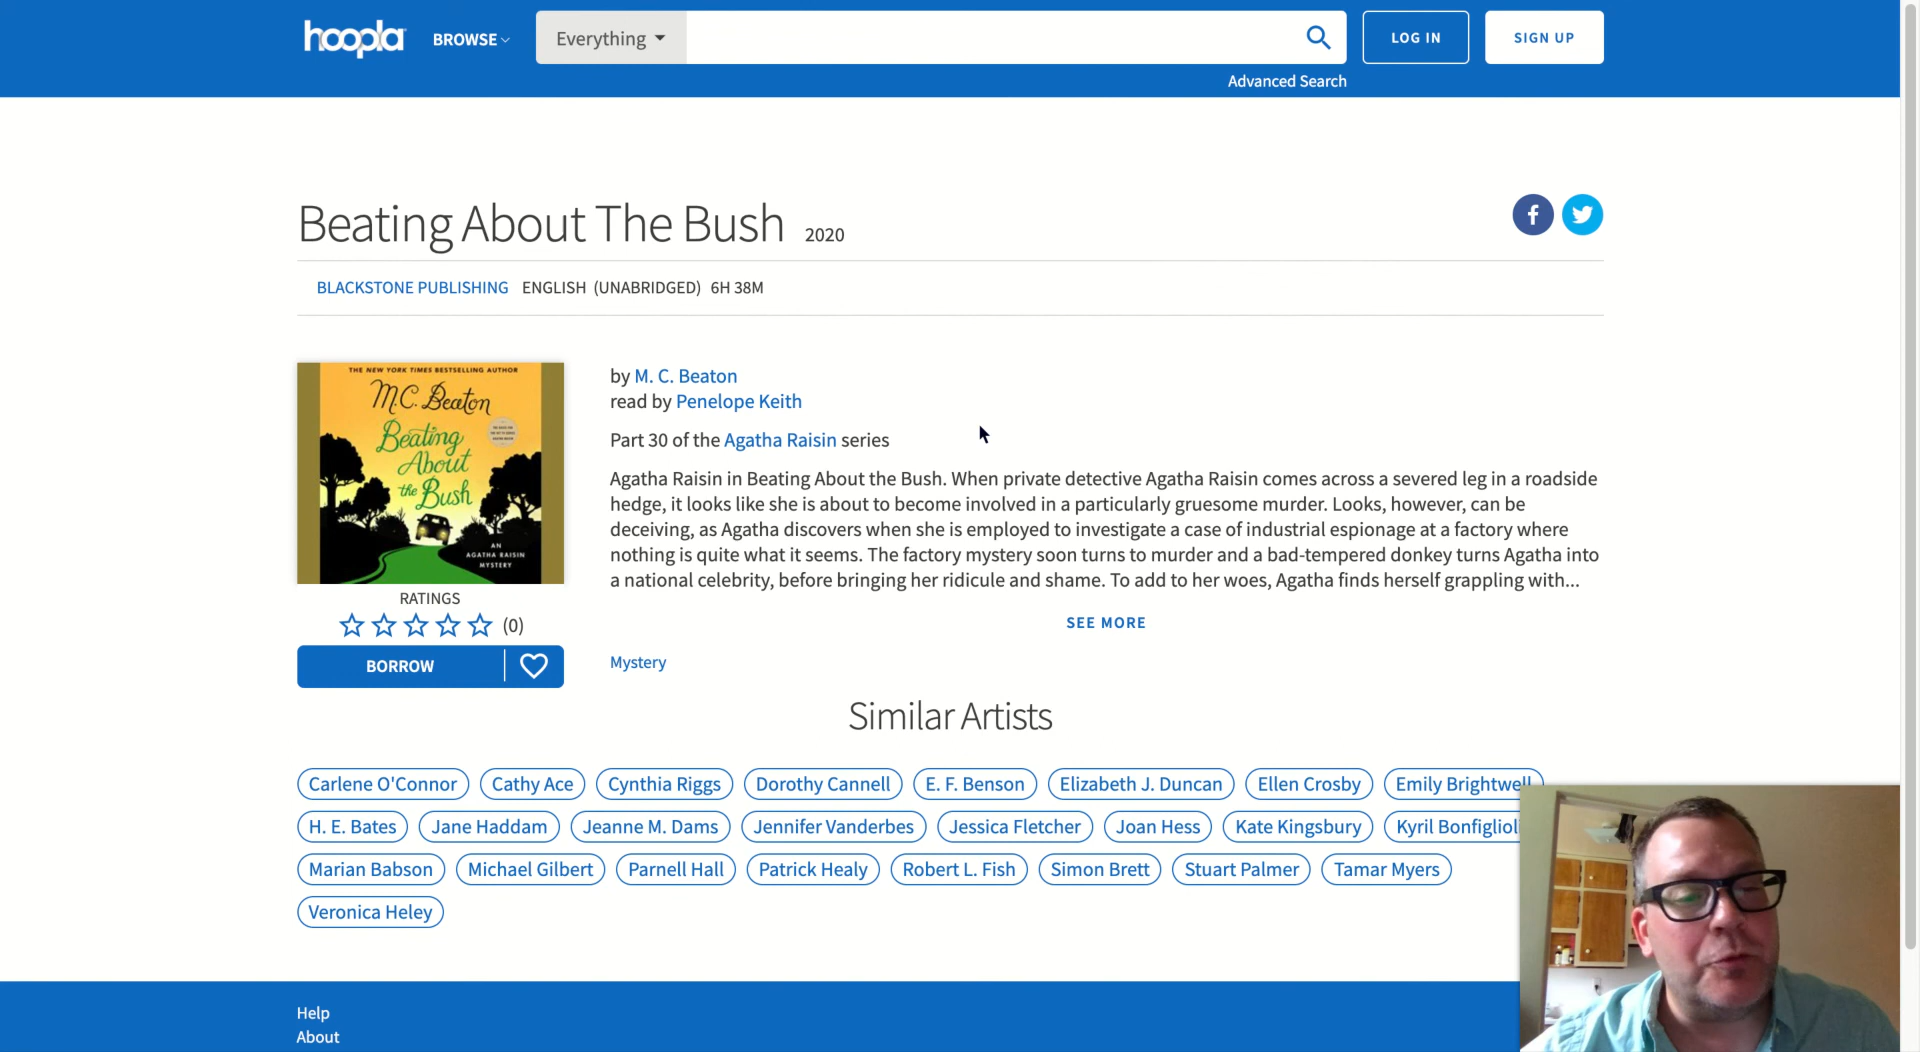 hoopla
BROWSE
Everything
LOG IN
SIGN UP
Advanced Search
Beating About The Bush 2020
BLACKSTONE PUBLISHING ENGLISH (UNABRIDGED) 6H 38M
THE NEW YORK TIMES BESTSELLING AUTHOR
M.C. Beaton
Beating
About
the Bush
AN
AGATHA RAISIN
MYSTERY
RATINGS
(0)
BORROW
by M. C. Beaton
read by Penelope Keith
Part 30 of the Agatha Raisin series
Agatha Raisin in Beating About the Bush. When private detective Agatha Raisin comes across a severed leg in a roadside
hedge, it looks like she is about to become involved in a particularly gruesome murder. Looks, however, can be
deceiving, as Agatha discovers when she is employed to investigate a case of industrial espionage at a factory where
nothing is quite what it seems. The factory mystery soon turns to murder and a bad-tempered donkey turns Agatha into
a national celebrity, before bringing her ridicule and shame. To add to her woes, Agatha finds herself grappling with...
SEE MORE
Mystery
Similar Artists
Carlene O'Connor Cathy Ace Cynthia Riggs Dorothy Cannell E. F. Benson Elizabeth J. Duncan Ellen Crosby Emily Brightwell
H. E. Bates Jane Haddam Jeanne M. Dams Jennifer Vanderbes Jessica Fletcher Joan Hess Kate Kingsbury Kyril Bonfiglioli
Marian Babson Michael Gilbert Parnell Hall Patrick Healy Robert L. Fish Simon Brett Stuart Palmer Tamar Myers
Veronica Heley
Help
About